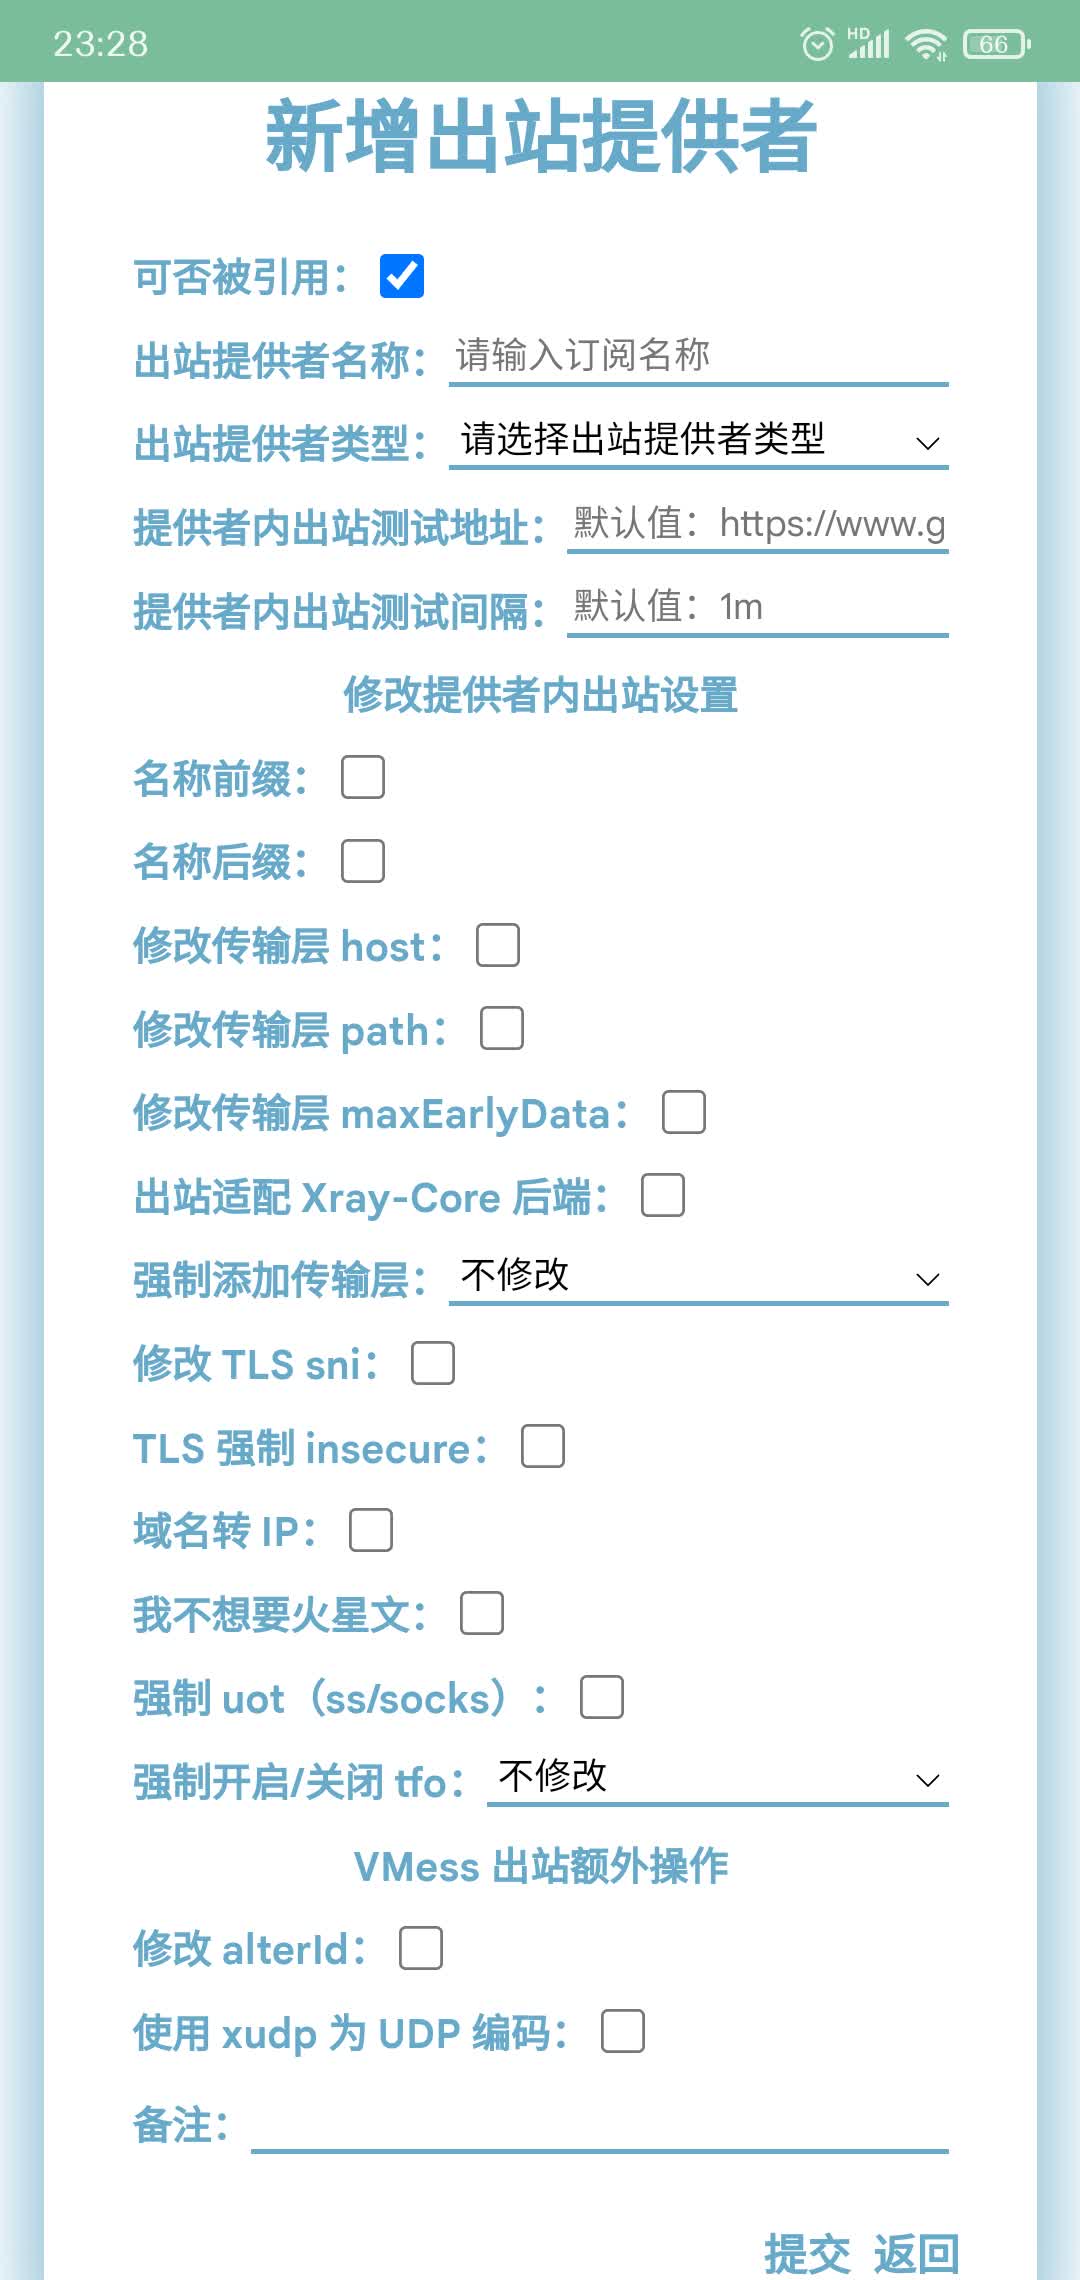 23:28
HD
66
新增出站提供者
可否被引用：
出站提供者名称： 请输入订阅名称
出站提供者类型： 请选择出站提供者类型
提供者内出站测试地址： 默认值：https://www.g
提供者内出站测试间隔： 默认值：1m
修改提供者内出站设置
名称前缀：
名称后缀：
修改传输层 host：
修改传输层 path：
修改传输层 maxEarlyData：
出站适配 Xray-Core 后端：
强制添加传输层： 不修改
修改 TLS sni：
TLS 强制 insecure：
域名转 IP：
我不想要火星文：
强制 uot（ss/socks）：
强制开启/关闭 tfo： 不修改
VMess 出站额外操作
修改 alterId：
使用 xudp 为 UDP 编码：
备注：
提交 返回